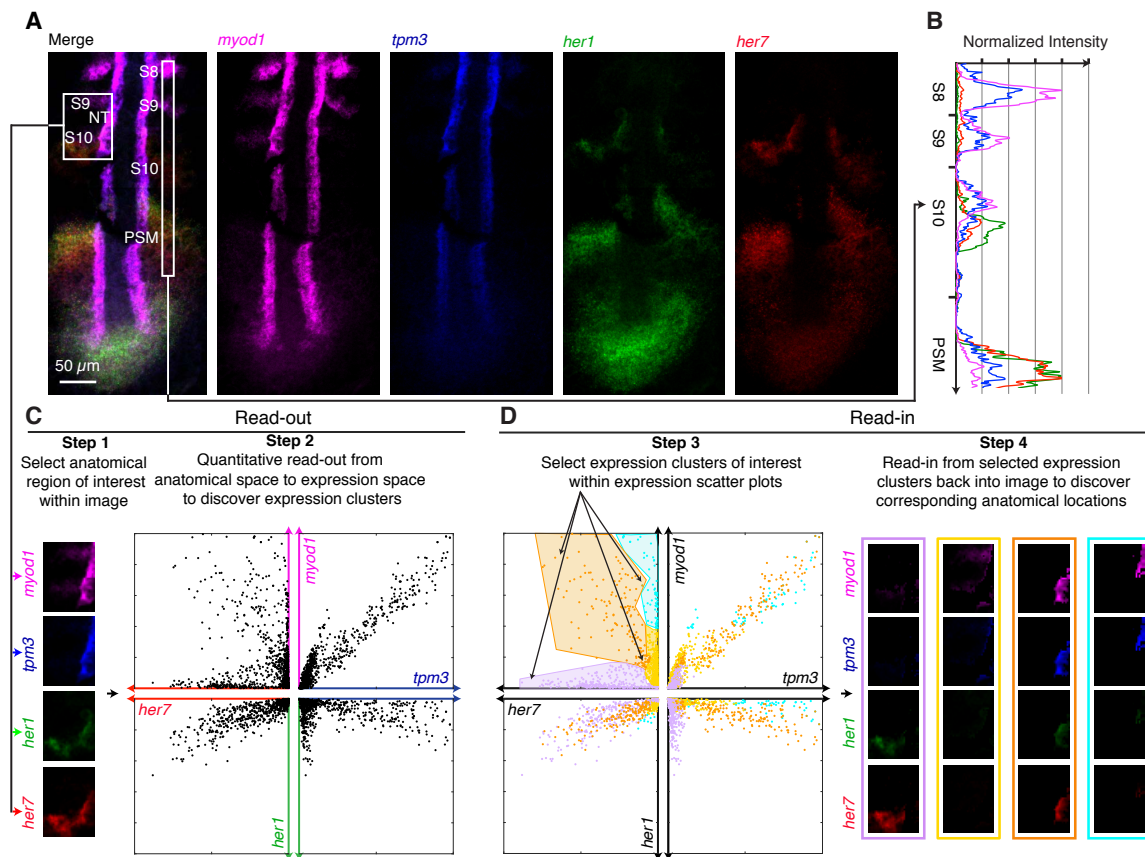 A
Merge
myod1
tpm3
her1
her7
S8
S9
S9
NT
S10
S10
PSM
50 µm
B
Normalized Intensity
S8
S9
S10
PSM
C
Read-out
Step 1
Select anatomical
region of interest
within image
Step 2
Quantitative read-out from
anatomical space to expression space
to discover expression clusters
myod1
tpm3
her1
her7
myod1
tpm3
her7
her1
D
Read-in
Step 3
Select expression clusters of interest
within expression scatter plots
Step 4
Read-in from selected expression
clusters back into image to discover
corresponding anatomical locations
myod1
tpm3
her7
her1
myod1
tpm3
her1
her7